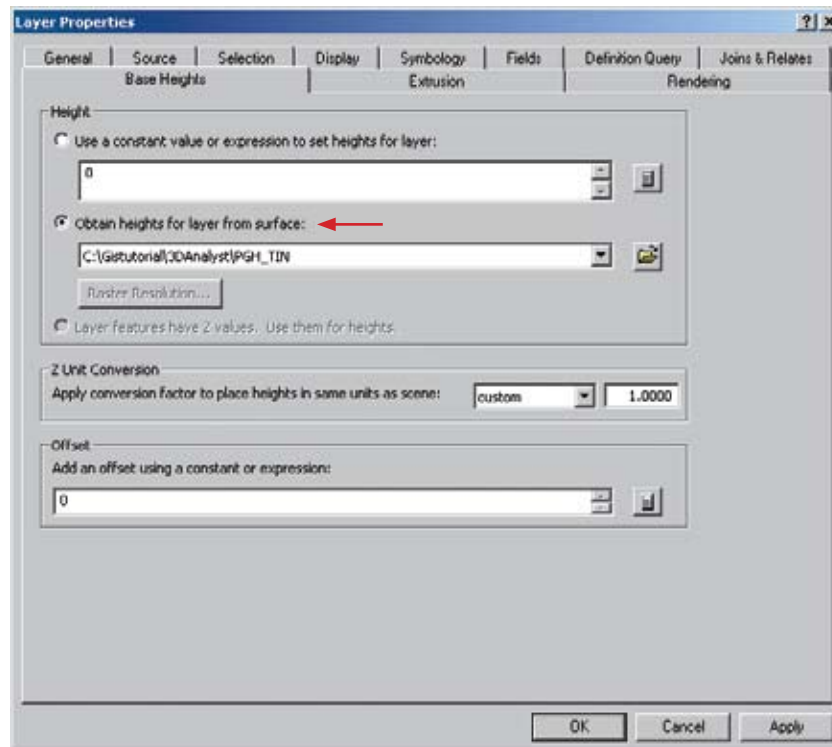 Layer Properties
General Source Selection Display Symbology Fields Definition Query Joins & Relates
Base Heights Extrusion Rendering
Height
Use a constant value or expression to set heights for layer:
0
Obtain heights for layer from surface:
C:\Gistutorial\3DAnalyst\PGH_TIN
Raster Resolution...
Layer features have Z values. Use them for heights.
Z Unit Conversion
Apply conversion factor to place heights in same units as scene: custom 1.0000
Offset
Add an offset using a constant or expression:
0
OK Cancel Apply